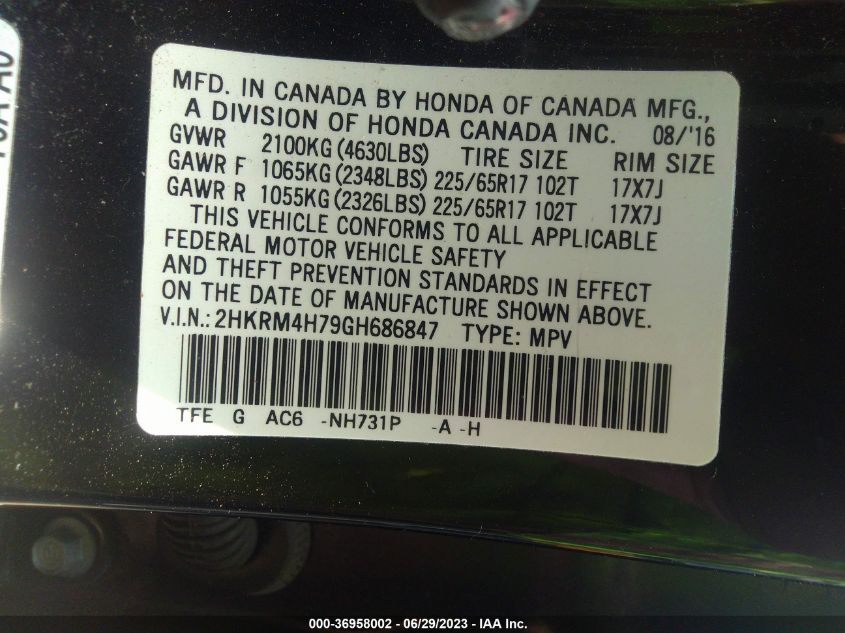 MFD. IN CANADA BY HONDA OF CANADA MFG.,
A DIVISION OF HONDA CANADA INC. 08/'16
GVWR 2100KG (4630LBS) TIRE SIZE RIM SIZE
GAWR F 1065KG (2348LBS) 225/65R17 102T 17X7J
GAWR R 1055KG (2326LBS) 225/65R17 102T 17X7J
THIS VEHICLE CONFORMS TO ALL APPLICABLE
FEDERAL MOTOR VEHICLE SAFETY
AND THEFT PREVENTION STANDARDS IN EFFECT
ON THE DATE OF MANUFACTURE SHOWN ABOVE.
V.I.N.: 2HKRM4H79GH686847 TYPE: MPV
TFE G AC6 -NH731P -A -H
000-36958002 - 06/29/2023 - IAA Inc.